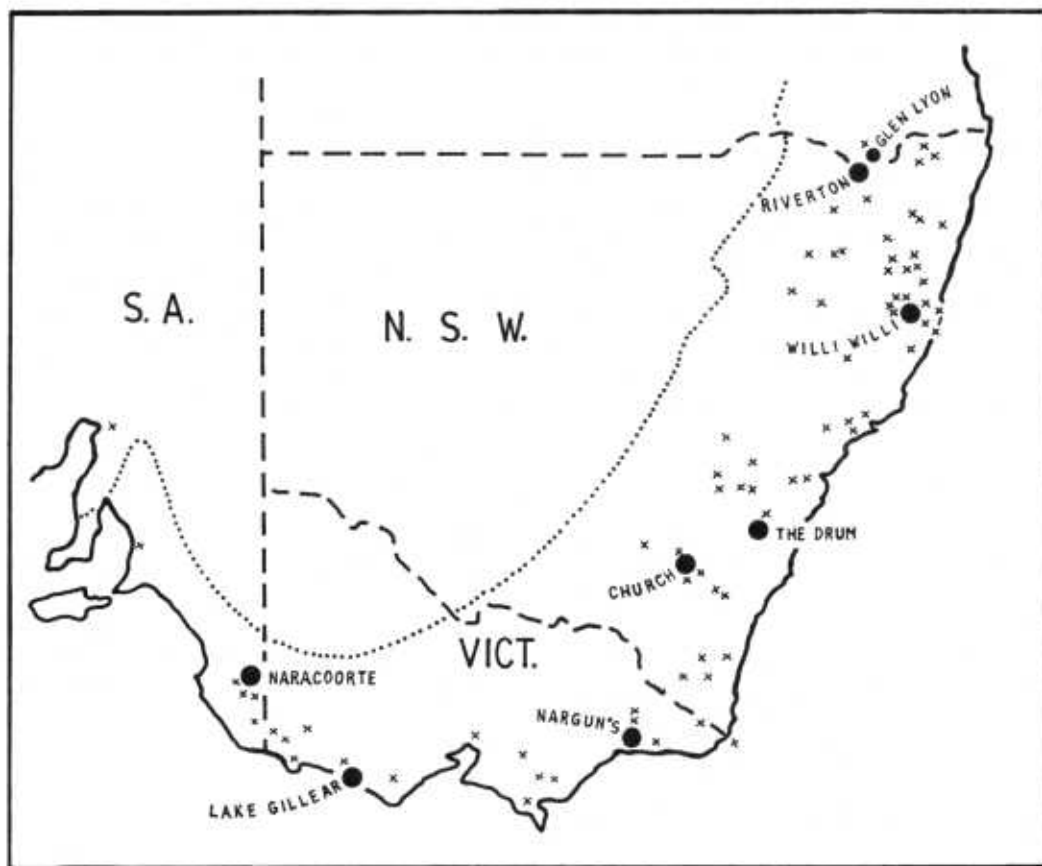 GLEN LYON
RIVERTON
S. A.
N. S. W.
WILLI WILLI
THE DRUM
CHURCH
VICT.
NARACOORTE
NARGUN'S
LAKE GILLEAR